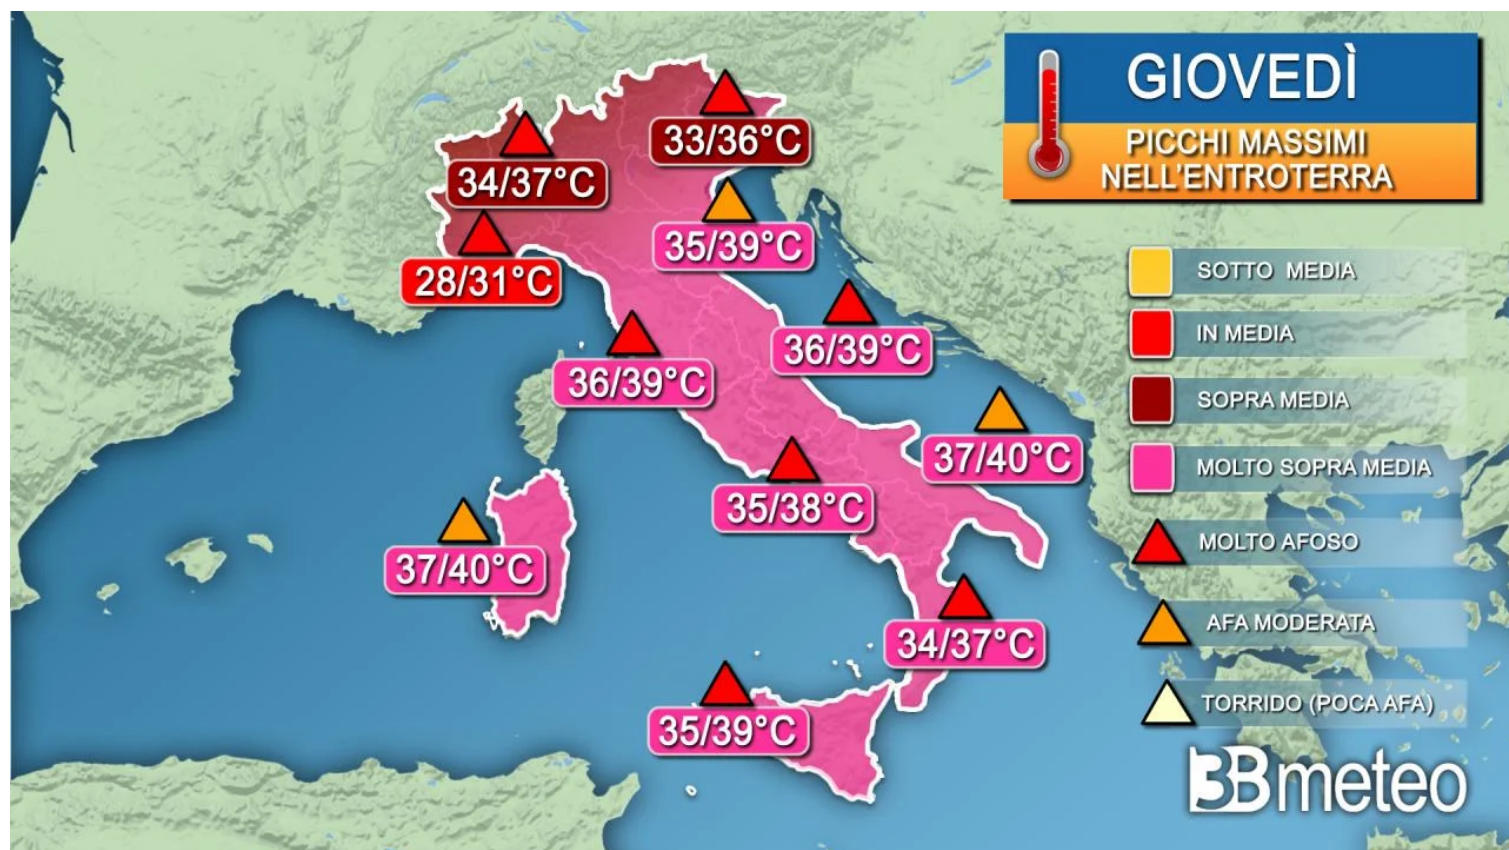 GIOVEDÌ
PICCHI MASSIMI
NELL'ENTROTERRA
33/36°C
34/37°C
35/39°C
28/31°C
36/39°C
36/39°C
37/40°C
35/38°C
37/40°C
34/37°C
35/39°C
SOTTO MEDIA
IN MEDIA
SOPRA MEDIA
MOLTO SOPRA MEDIA
MOLTO AFOSO
AFA MODERATA
TORRIDO (POCA AFA)
3Bmeteo